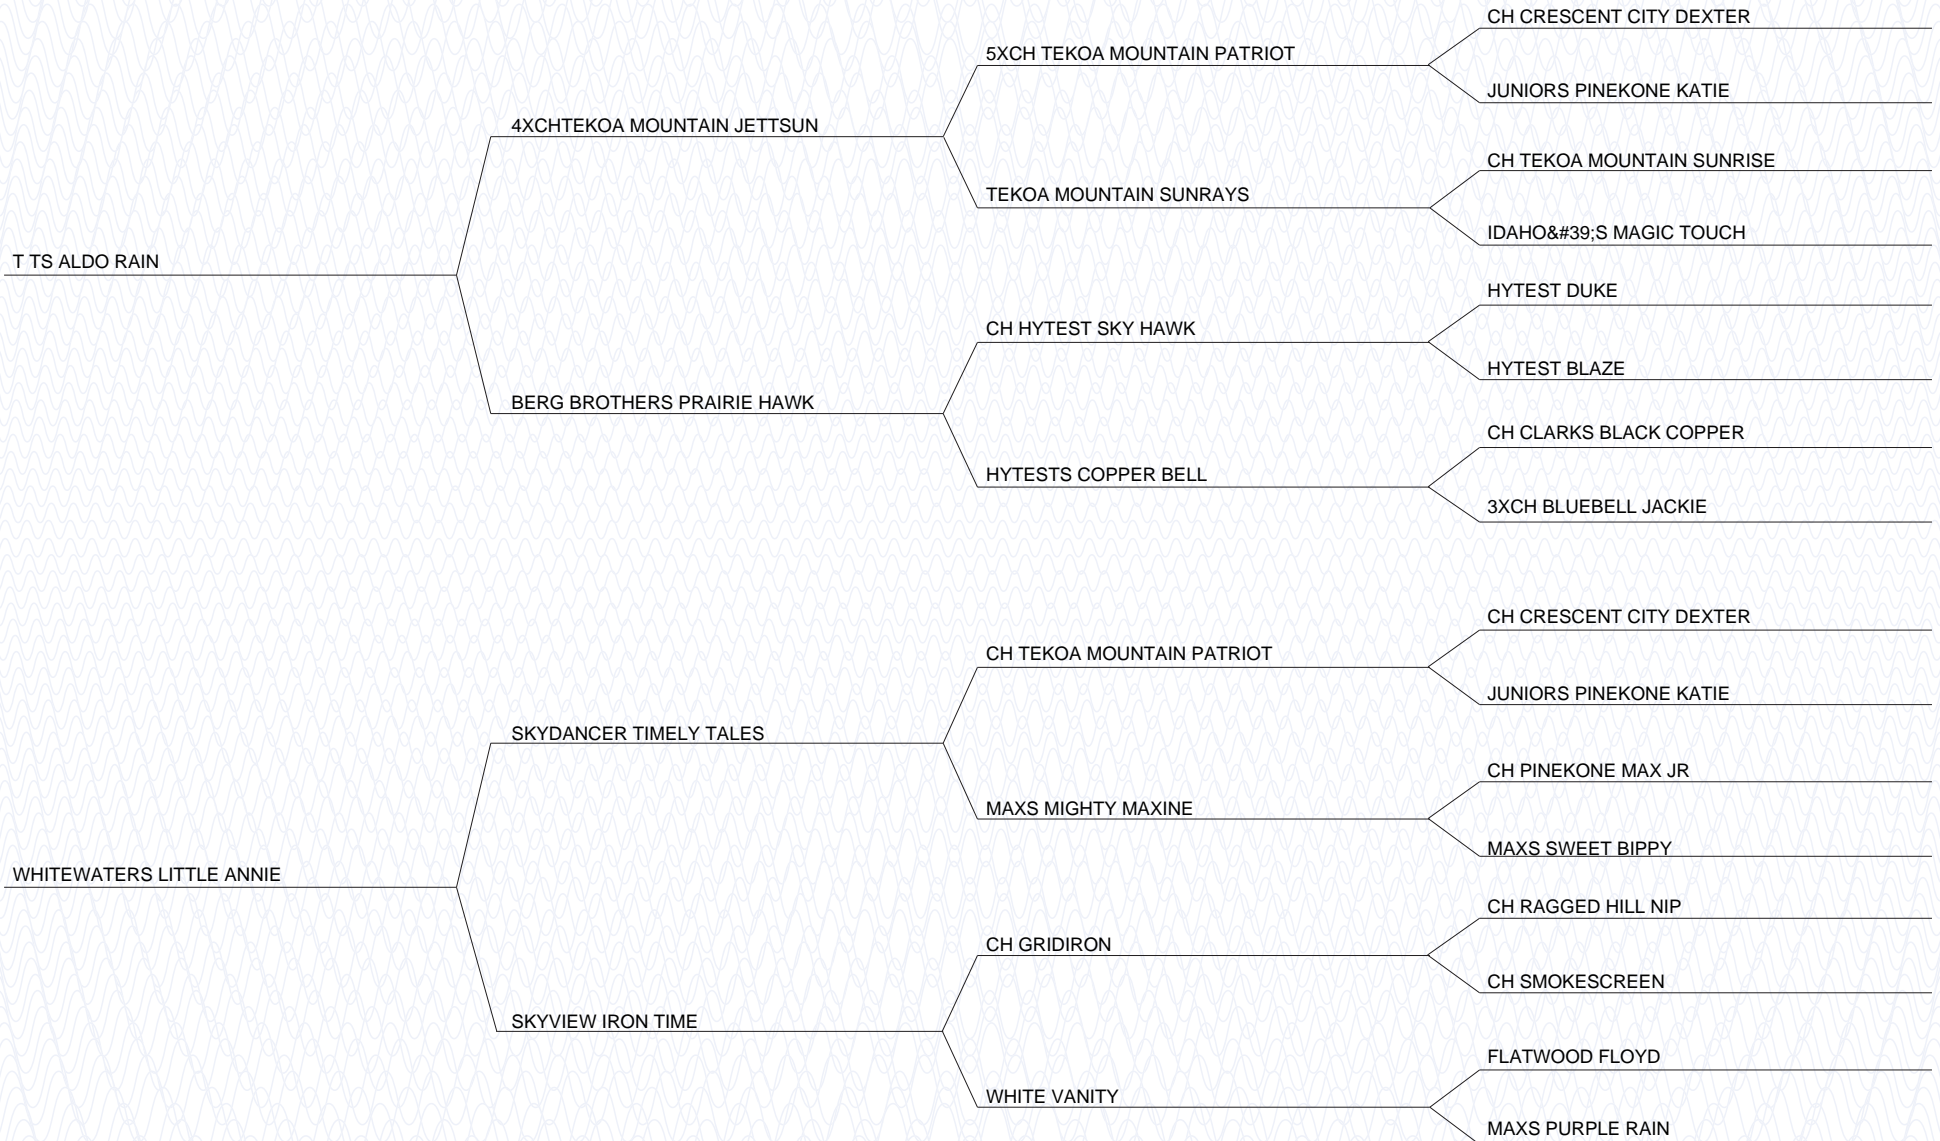 CH CRESCENT CITY DEXTER
5XCH TEKOA MOUNTAIN PATRIOT
JUNIORS PINEKONE KATIE
4XCHTEKOA MOUNTAIN JETTSUN
CH TEKOA MOUNTAIN SUNRISE
TEKOA MOUNTAIN SUNRAYS
IDAHO&#39;S MAGIC TOUCH
T TS ALDO RAIN
HYTEST DUKE
CH HYTEST SKY HAWK
HYTEST BLAZE
BERG BROTHERS PRAIRIE HAWK
CH CLARKS BLACK COPPER
HYTESTS COPPER BELL
3XCH BLUEBELL JACKIE
CH CRESCENT CITY DEXTER
CH TEKOA MOUNTAIN PATRIOT
JUNIORS PINEKONE KATIE
SKYDANCER TIMELY TALES
CH PINEKONE MAX JR
MAXS MIGHTY MAXINE
MAXS SWEET BIPPY
WHITEWATERS LITTLE ANNIE
CH RAGGED HILL NIP
CH GRIDIRON
CH SMOKESCREEN
SKYVIEW IRON TIME
FLATWOOD FLOYD
WHITE VANITY
MAXS PURPLE RAIN